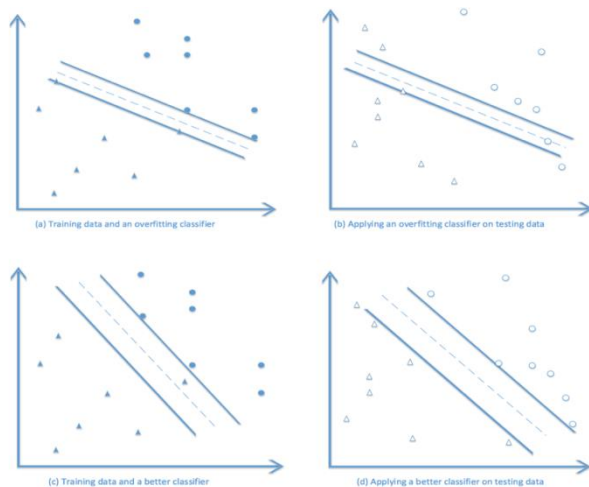 (a) Training data and an overfitting classifier
(b) Applying an overfitting classifier on testing data
(c) Training data and a better classifier
(d) Applying a better classifier on testing data